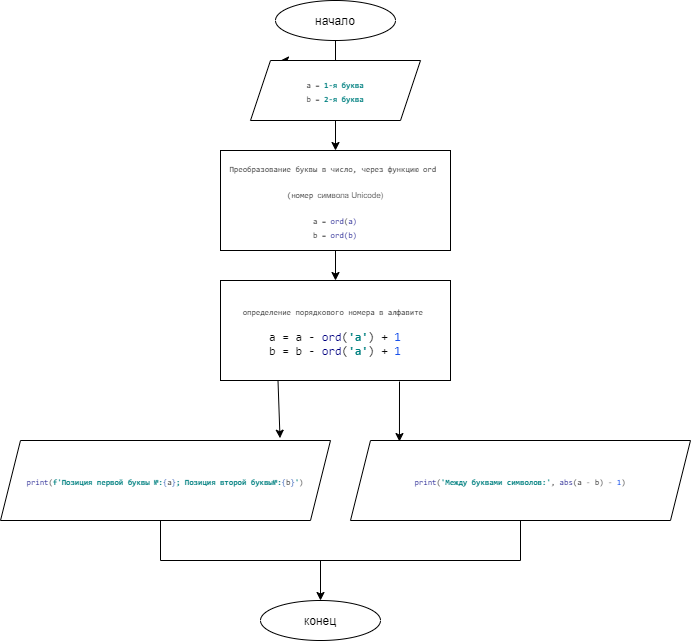 начало
a = 1-я буква
b = 2-я буква
Преобразование буквы в число, через функцию ord
(номер символа Unicode)
a = ord(a)
b = ord(b)
определение порядкового номера в алфавите
a = a - ord('a') + 1
b = b - ord('a') + 1
print(f'Позиция первой буквы №:{a}; Позиция второй буквы№:{b}')
print('Между буквами символов:', abs(a - b) - 1)
конец